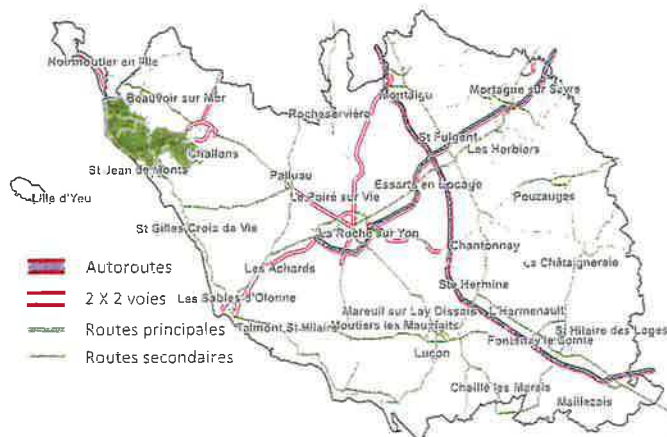 Noirmoutier en l'Ile
Beauvoir sur Mer
Challans
St Jean de Monts
L'Ile d'Yeu
St Gilles Croix de Vie
Rocheservière
Montaigu
Mortagne sur Sèvre
St Fulgent
Les Herbiers
Palluau
Le Poiré sur Vie
Essarts en Bocage
Pouzauges
La Roche sur Yon
Chantonnay
La Châtaigneraie
Les Achards
Ste Hermine
Les Sables d'Olonne
Mareuil sur Lay Dissais
L'Hermenault
Talmont St Hilaire
Moutiers les Mauxfaits
St Hilaire des Loges
Luçon
Fontenay le Comte
Chaillé les Marais
Maillezais
Autoroutes
2 X 2 voies
Routes principales
Routes secondaires